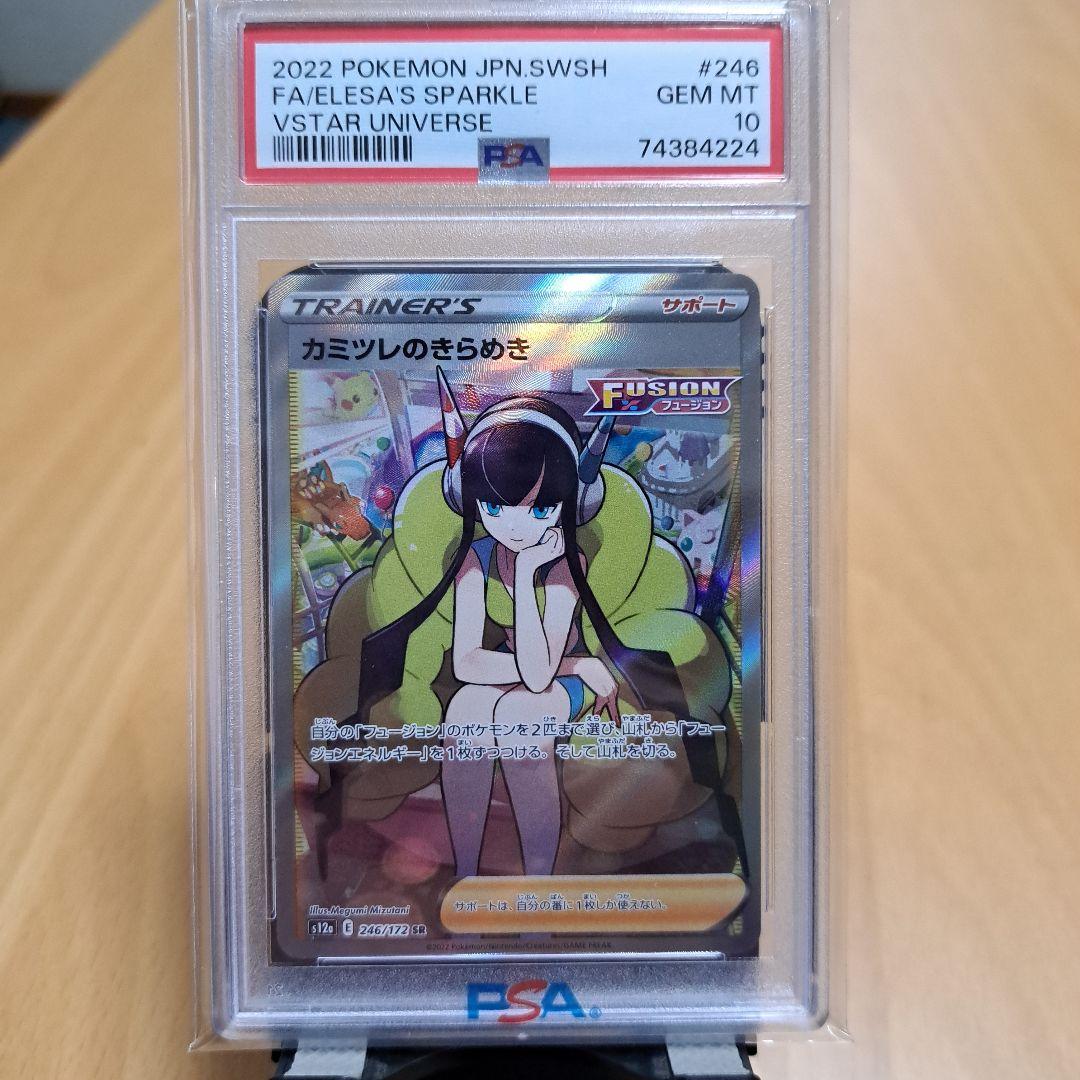 2022 POKEMON JPN.SWSH #246
FA/ELESA'S SPARKLE GEM MT
VSTAR UNIVERSE 10
PSA 74384224
TRAINER'S サポート
カミツレのきらめき
FUSION
フュージョン
自分の「フュージョン」のポケモンを2匹まで選び、山札から「フュー
ジョンエネルギー」を1枚ずつつける。そして山札を切る。
サポートは、自分の番に1枚しか使えない。
Illus. Megumi Mizutani
s12a E 246/172 SR
©2022 Pokémon/Nintendo/Creatures/GAME FREAK.
PSA